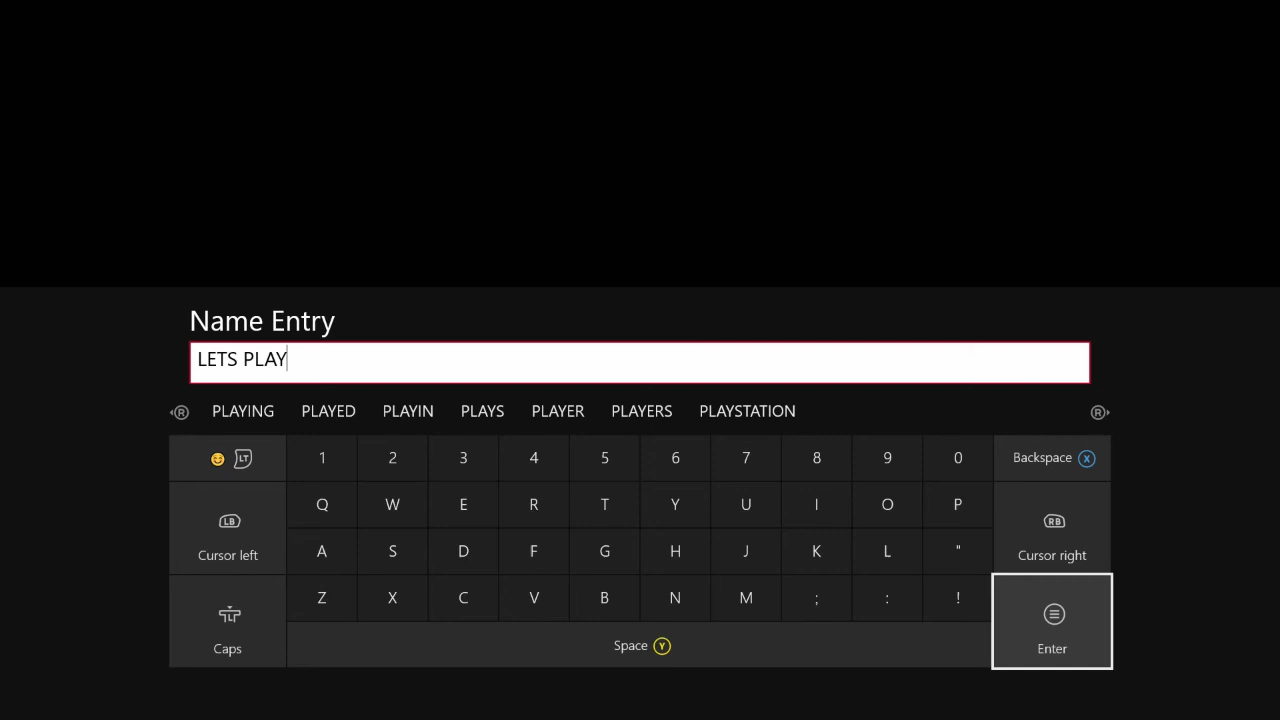 Name Entry
LETS PLAY
R PLAYING PLAYED PLAYIN PLAYS PLAYER PLAYERS PLAYSTATION R
LT 1 2 3 4 5 6 7 8 9 0 Backspace X
Q W E R T Y U I O P
LB Cursor left
RB Cursor right
A S D F G H J K L "
Z X C V B N M ; : !
Caps
Space Y
Enter